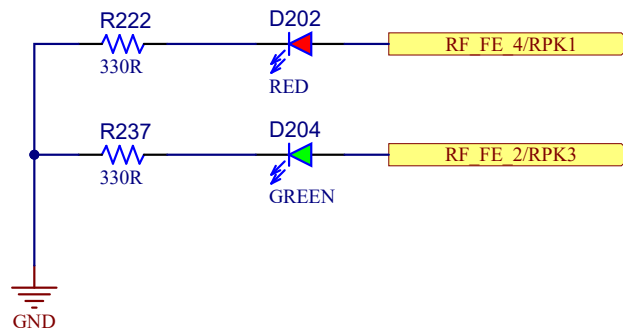 R222
330R
D202
RED
RF_FE_4/RPK1
R237
330R
D204
GREEN
RF_FE_2/RPK3
GND